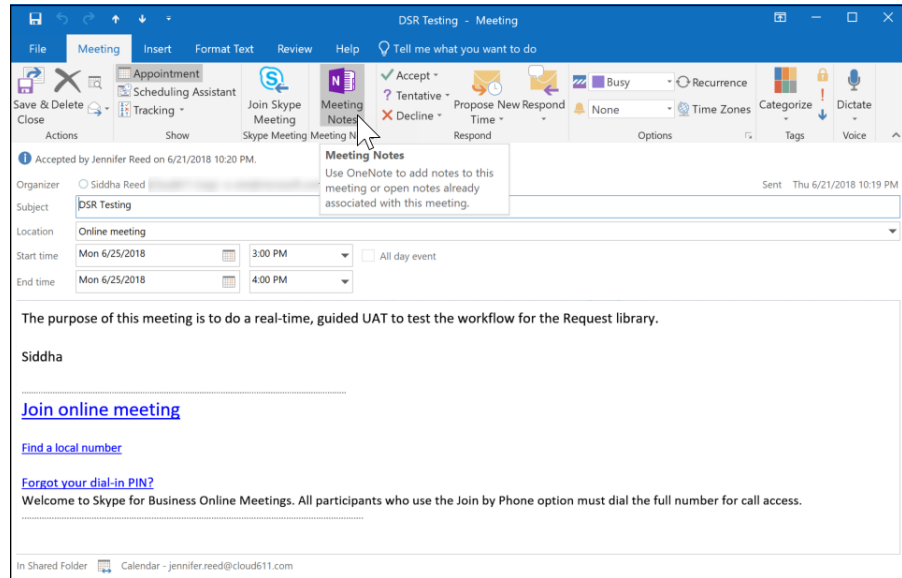 DSR Testing - Meeting
File Meeting Insert Format Text Review Help Tell me what you want to do
Save & Close
Delete
Appointment
Scheduling Assistant
Tracking
Join Skype Meeting
Meeting Notes
Accept
Tentative
Decline
Propose New Time
Respond
Busy
None
Recurrence
Time Zones
Categorize
Dictate
Actions Show Skype Meeting Meeting N Respond Options Tags Voice
Accepted by Jennifer Reed on 6/21/2018 10:20 PM.
Meeting Notes
Use OneNote to add notes to this
meeting or open notes already
associated with this meeting.
Organizer Siddha Reed Sent Thu 6/21/2018 10:19 PM
Subject DSR Testing
Location Online meeting
Start time Mon 6/25/2018 3:00 PM All day event
End time Mon 6/25/2018 4:00 PM
The purpose of this meeting is to do a real-time, guided UAT to test the workflow for the Request library.
Siddha
Join online meeting
Find a local number
Forgot your dial-in PIN?
Welcome to Skype for Business Online Meetings. All participants who use the Join by Phone option must dial the full number for call access.
In Shared Folder Calendar - jennifer.reed@cloud611.com